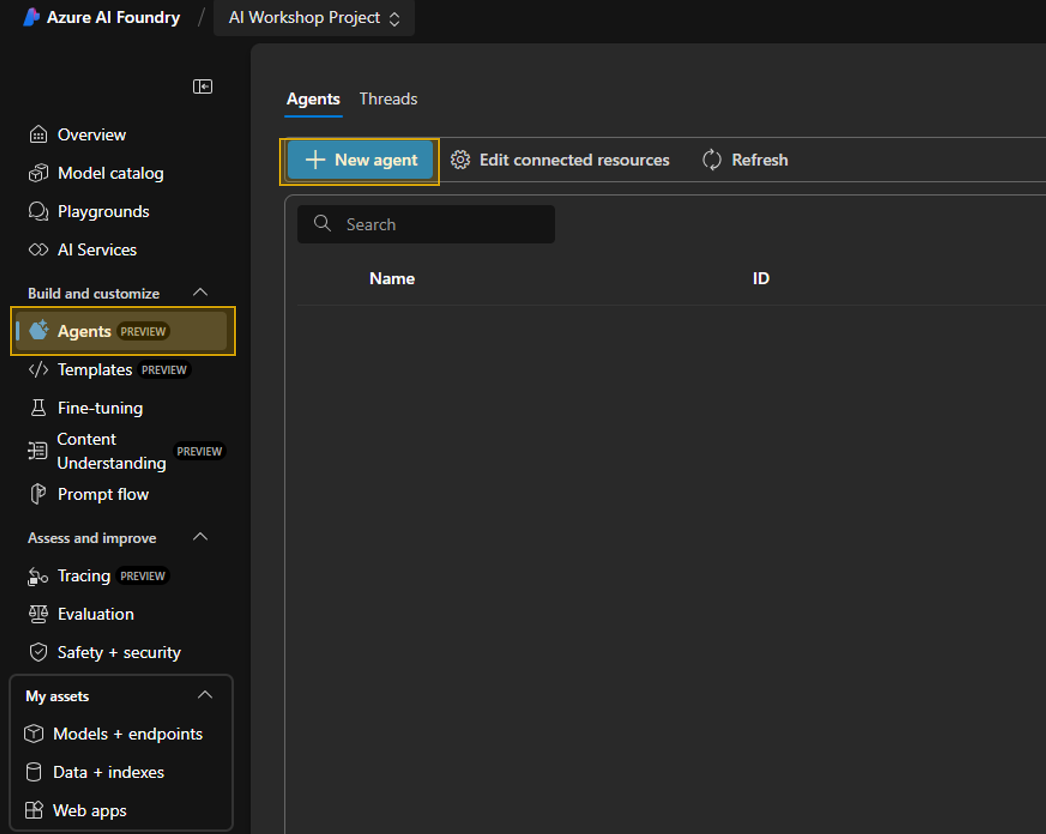 Azure AI Foundry / AI Workshop Project
Agents Threads
New agent Edit connected resources Refresh
Search
Name ID
Overview
Model catalog
Playgrounds
AI Services
Build and customize
Agents PREVIEW
Templates PREVIEW
Fine-tuning
Content
Understanding PREVIEW
Prompt flow
Assess and improve
Tracing PREVIEW
Evaluation
Safety + security
My assets
Models + endpoints
Data + indexes
Web apps